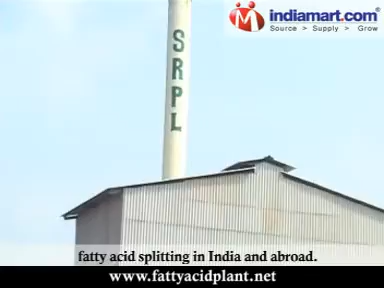 indiamart.com
Source > Supply > Grow
SRPL
fatty acid splitting in India and abroad.
www.fattyacidplant.net